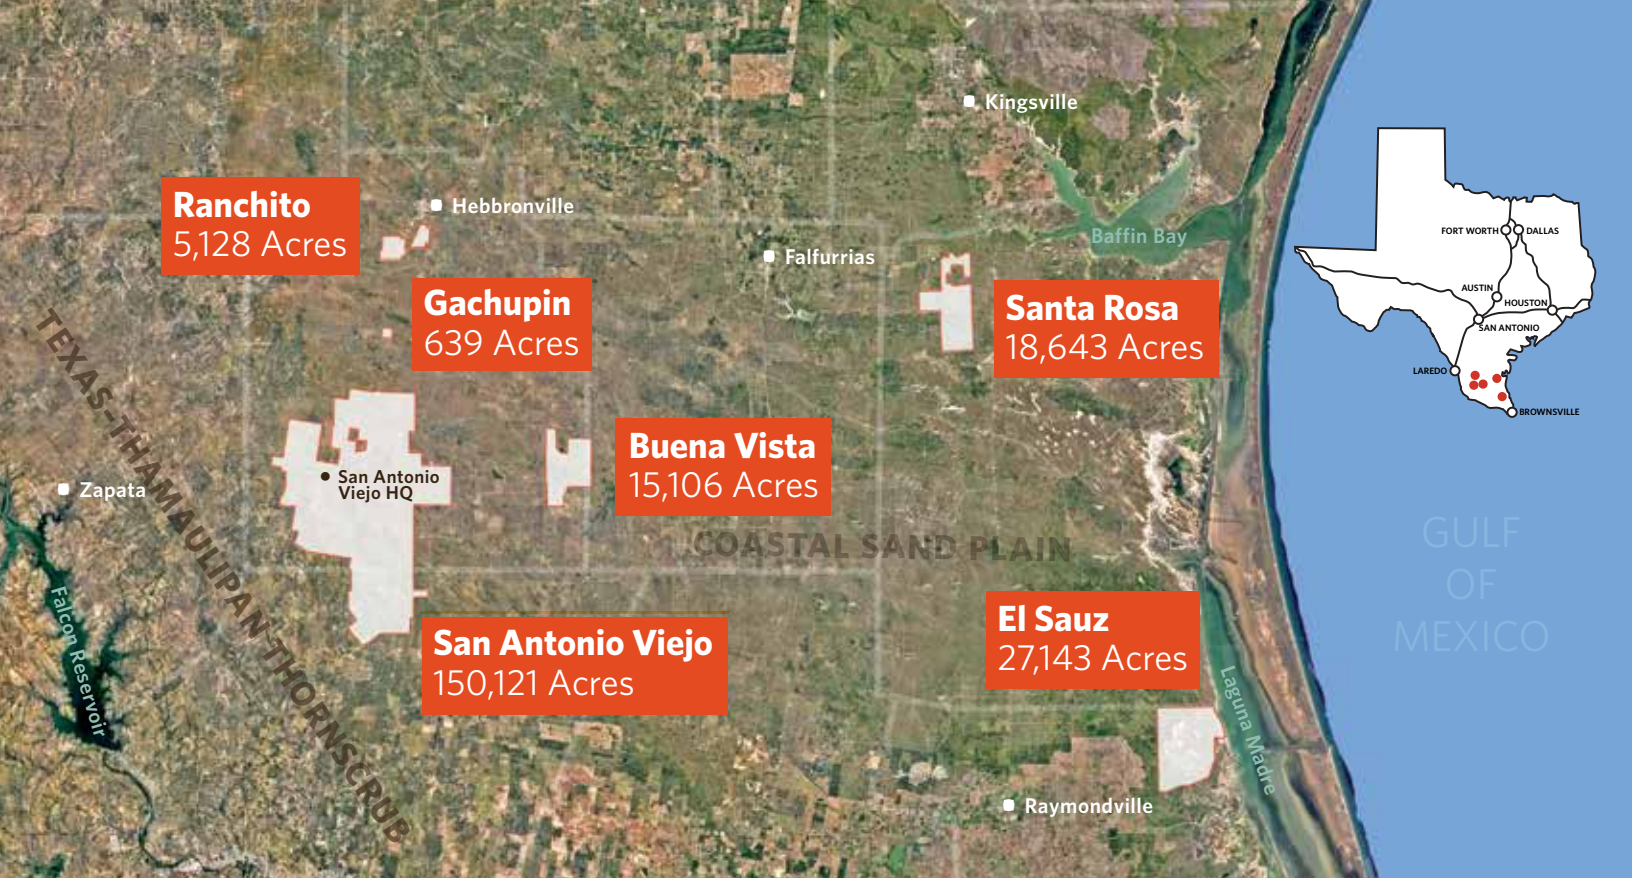 Kingsville
Ranchito
5,128 Acres
Hebbronville
Falfurrias
Baffin Bay
Gachupin
639 Acres
Santa Rosa
18,643 Acres
FORT WORTH
DALLAS
AUSTIN
HOUSTON
SAN ANTONIO
LAREDO
BROWNSVILLE
TEXAS-THAMAULIPAN THORNSCRUB
Buena Vista
15,106 Acres
San Antonio
Viejo HQ
Zapata
COASTAL SAND PLAIN
GULF
OF
MEXICO
Falcon Reservoir
San Antonio Viejo
150,121 Acres
El Sauz
27,143 Acres
Laguna Madre
Raymondville